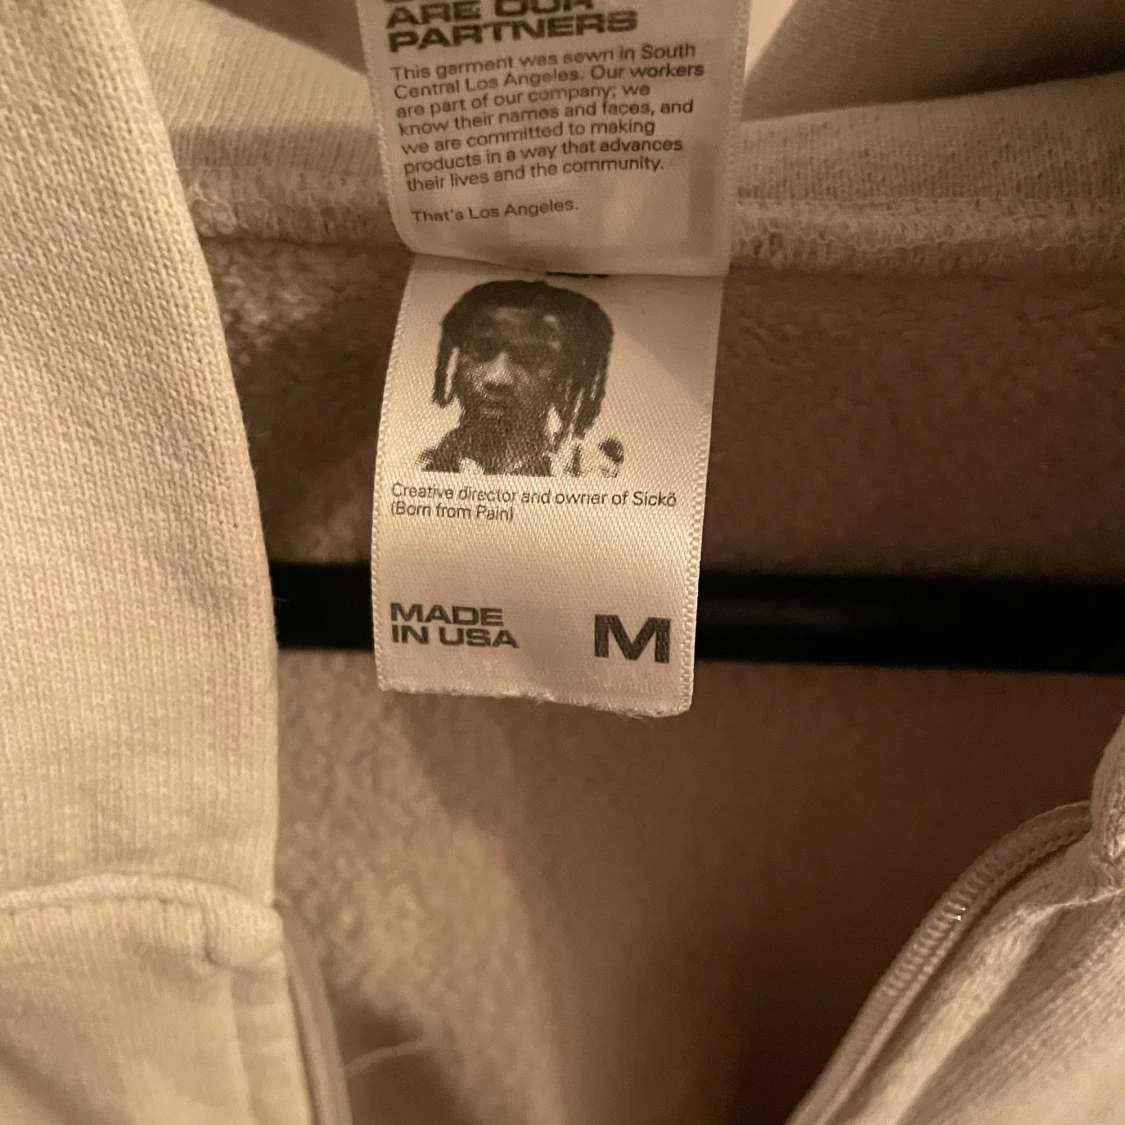 ARE OUR
PARTNERS
This garment was sewn in South
Central Los Angeles. Our workers
are part of our company; we
know their names and faces, and
we are committed to making
products in a way that advances
their lives and the community.
That's Los Angeles.
Creative director and owner of Sickö
(Born from Pain)
MADE
IN USA
M